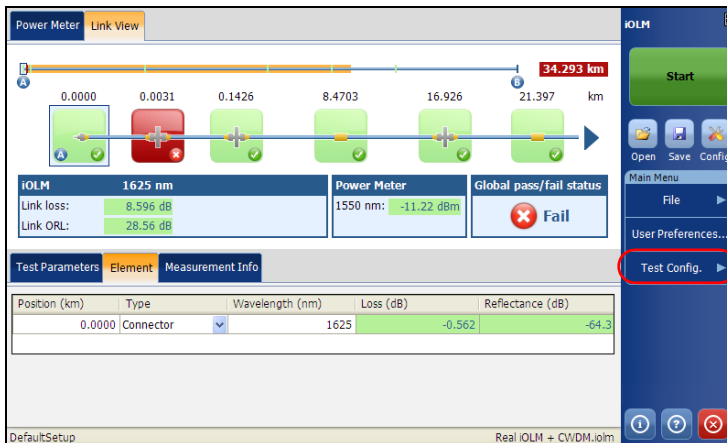 Power Meter Link View
iOLM
34.293 km
A B
0.0000 0.0031 0.1426 8.4703 16.926 21.397 km
A
Start
Open Save Config
Main Menu
File
User Preferences...
Test Config.
iOLM 1625 nm
Link loss: 8.596 dB
Link ORL: 28.56 dB
Power Meter
1550 nm: -11.22 dBm
Global pass/fail status
Fail
Test Parameters Element Measurement Info
Position (km) Type Wavelength (nm) Loss (dB) Reflectance (dB)
0.0000 Connector 1625 -0.562 -64.3
DefaultSetup Real iOLM + CWDM.iolm